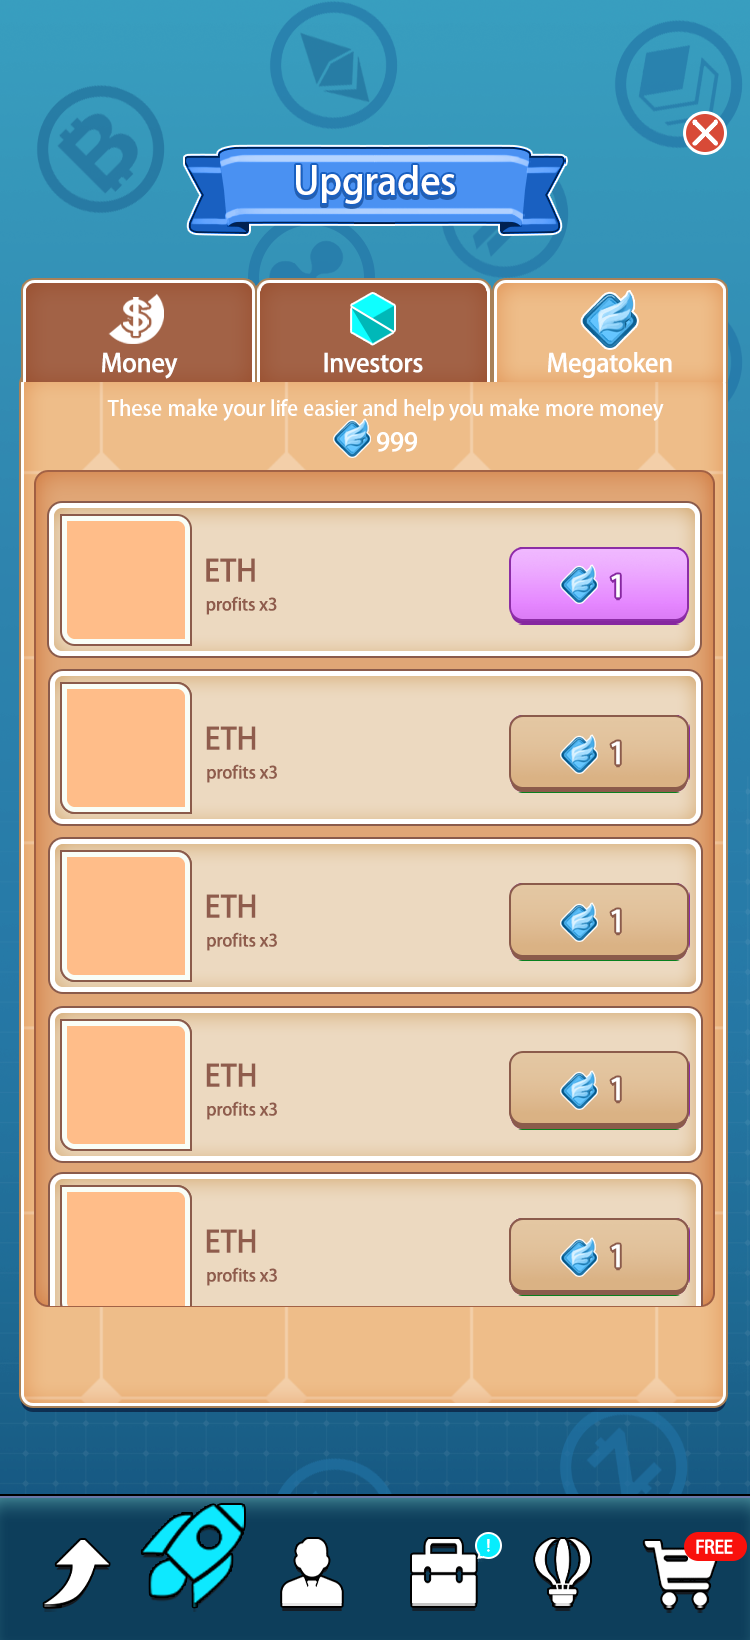 Upgrades
Money
Investors
Megatoken
These make your life easier and help you make more money
999
ETH
profits x3
1
ETH
profits x3
1
ETH
profits x3
1
ETH
profits x3
1
ETH
profits x3
1
!
FREE